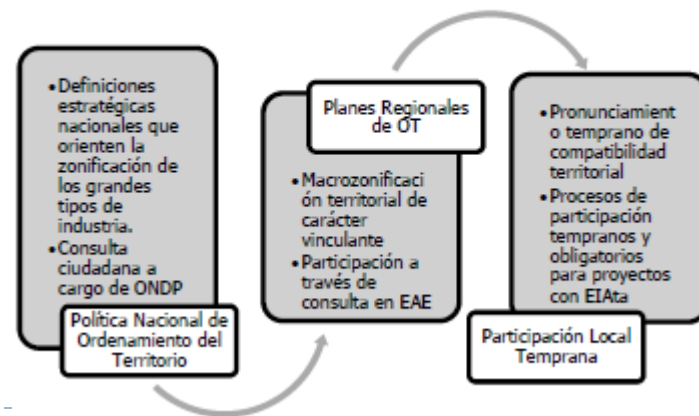 •Definiciones
estratégicas
nacionales que
orienten la
zonificación de
los grandes
tipos de
industria.
•Consulta
ciudadana a
cargo de ONDP
Política Nacional de
Ordenamiento del
Territorio
Planes Regionales
de OT
•Macrozonificaci
ón territorial de
carácter
vinculante
•Participación a
través de
consulta en EAE
•Pronunciamient
o temprano de
compatibilidad
territorial
•Procesos de
participación
tempranos y
obligatorios
para proyectos
con EIAta
Participación Local
Temprana